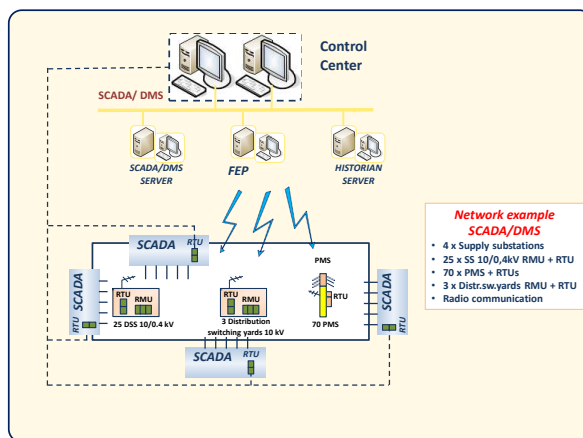 Control
Center
SCADA/ DMS
SCADA/DMS
SERVER
FEP
HISTORIAN
SERVER
Network example
SCADA/DMS
• 4 x Supply substations
• 25 x SS 10/0,4kV RMU + RTU
• 70 x PMS + RTUs
• 3 x Distr.sw.yards RMU + RTU
• Radio communication
SCADA
RTU
PMS
SCADA
RTU
RTU
RMU
25 DSS 10/0.4 kV
RTU
RMU
3 Distribution
switching yards 10 kV
RTU
70 PMS
SCADA
RTU
SCADA
RTU